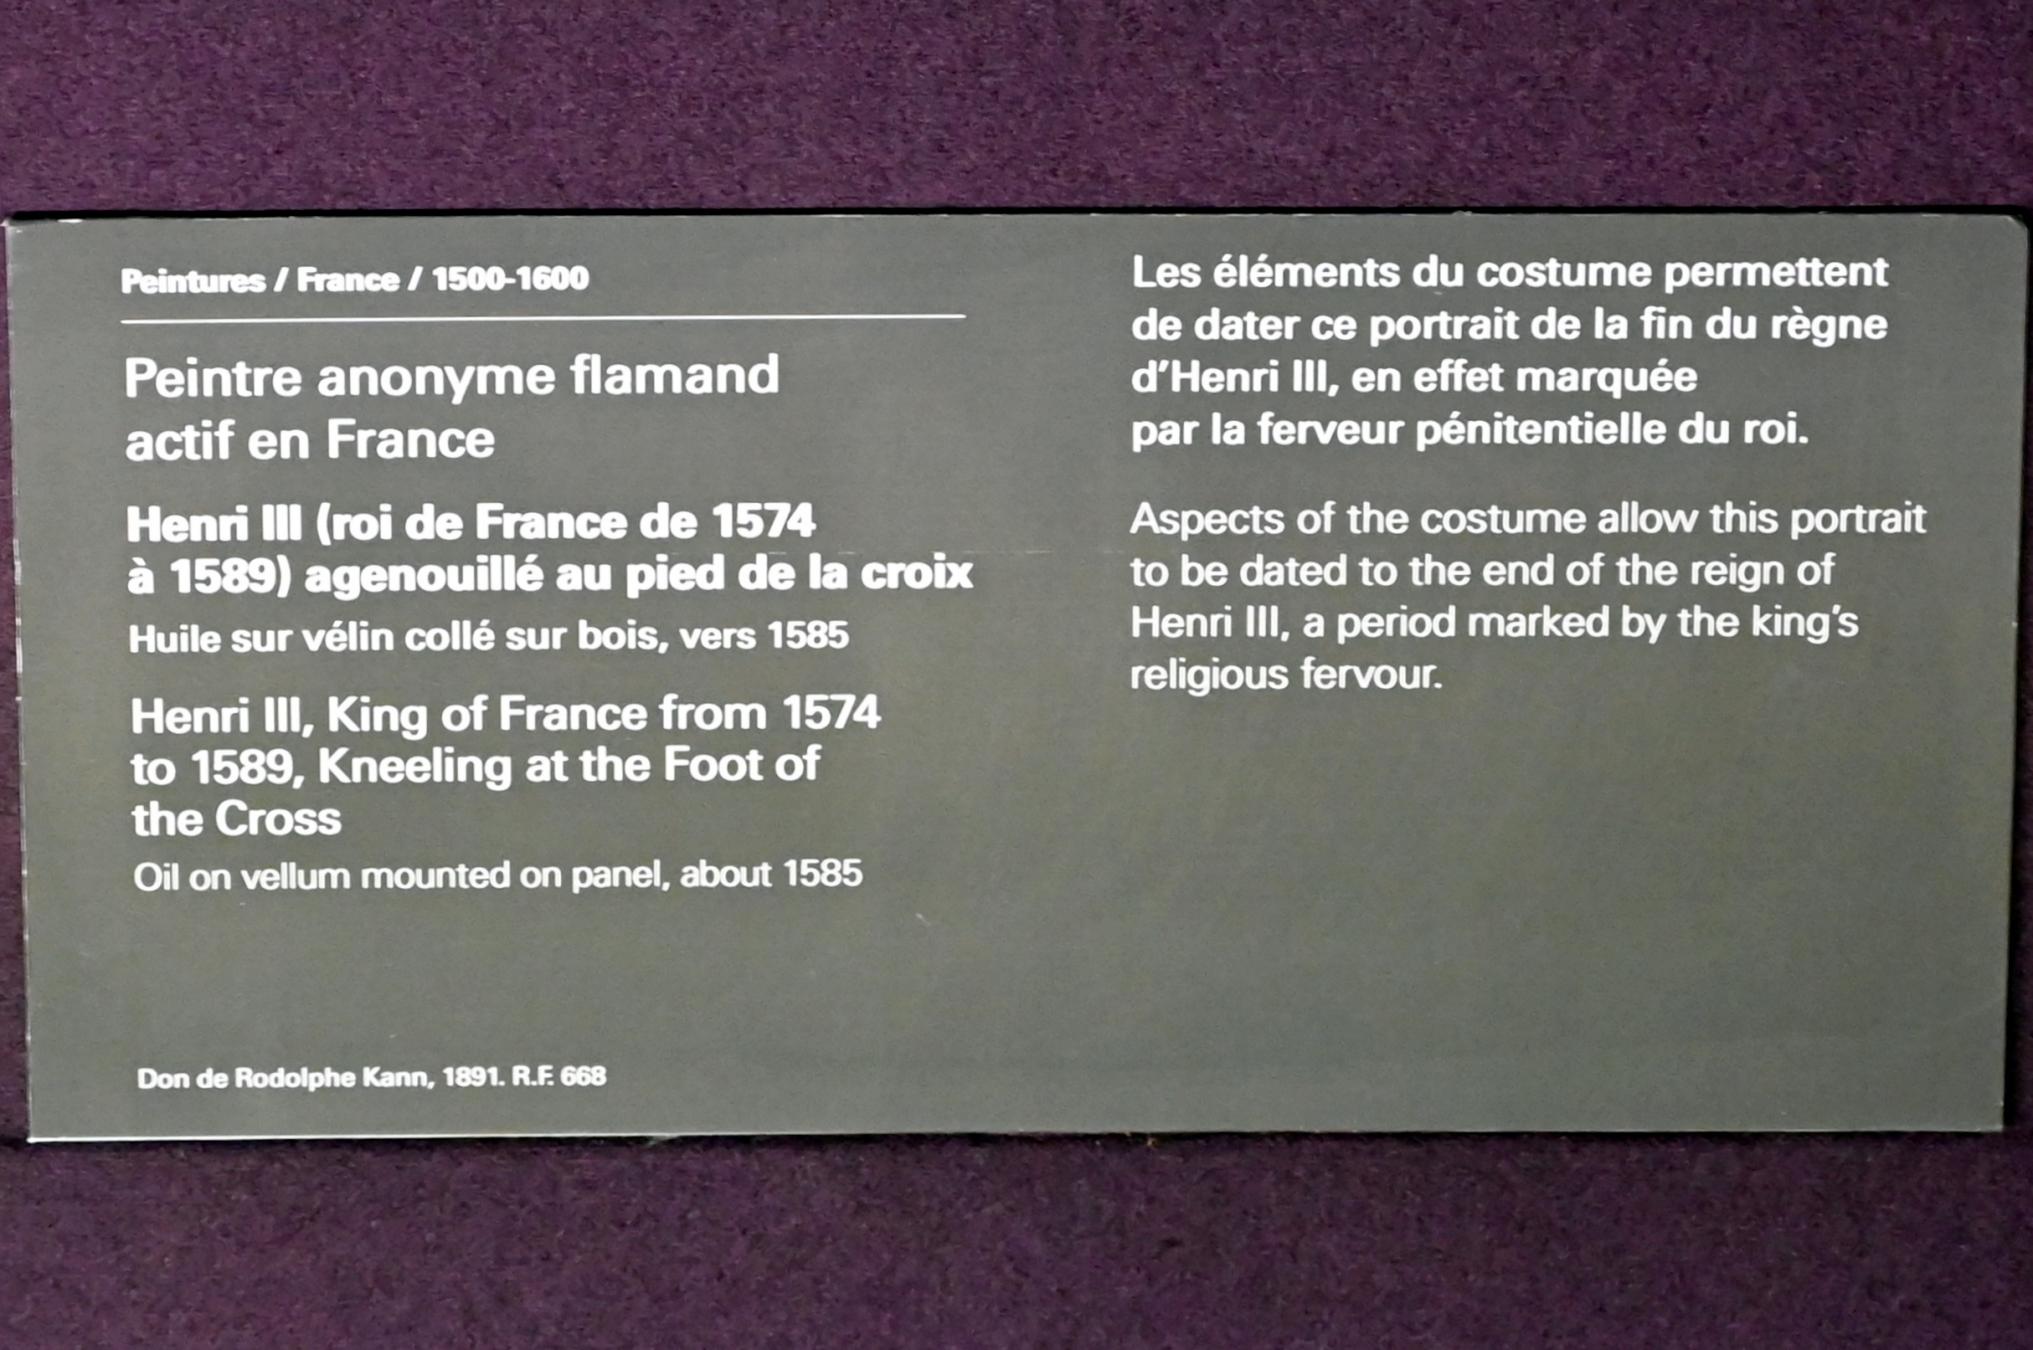 Peintures / France / 1500-1600
Peintre anonyme flamand
actif en France
Henri III (roi de France de 1574
à 1589) agenouillé au pied de la croix
Huile sur vélin collé sur bois, vers 1585
Henri III, King of France from 1574
to 1589, Kneeling at the Foot of
the Cross
Oil on vellum mounted on panel, about 1585
Don de Rodolphe Kann, 1891. R.F. 668
Les éléments du costume permettent
de dater ce portrait de la fin du règne
d'Henri III, en effet marquée
par la ferveur pénitentielle du roi.
Aspects of the costume allow this portrait
to be dated to the end of the reign of
Henri III, a period marked by the king's
religious fervour.